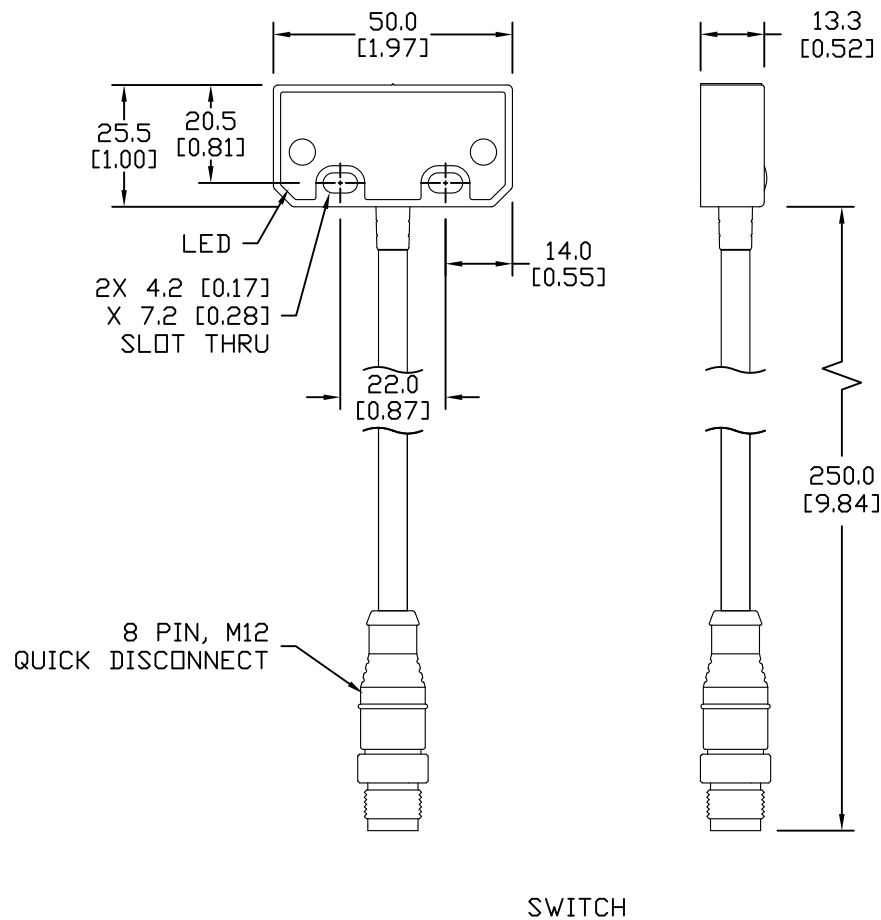 50.0
[1.97]
13.3
[0.52]
25.5
[1.00]
20.5
[0.81]
LED
2X 4.2 [0.17]
X 7.2 [0.28]
SLOT THRU
14.0
[0.55]
22.0
[0.87]
250.0
[9.84]
8 PIN, M12
QUICK DISCONNECT
SWITCH